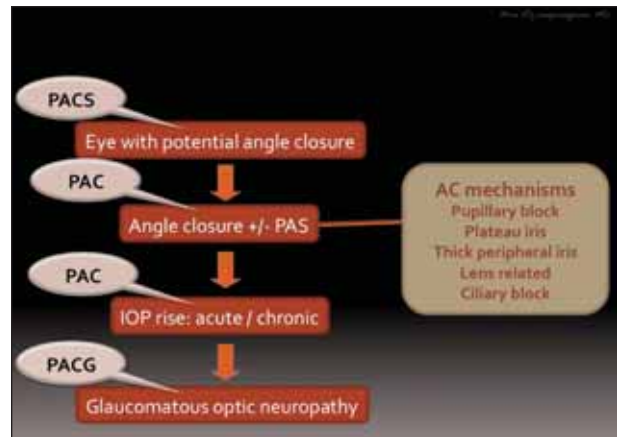 PACS
Eye with potential angle closure
PAC
Angle closure +/- PAS
AC mechanisms
Pupillary block
Plateau iris
Thick peripheral iris
Lens related
Ciliary block
PAC
IOP rise: acute / chronic
PACG
Glaucomatous optic neuropathy